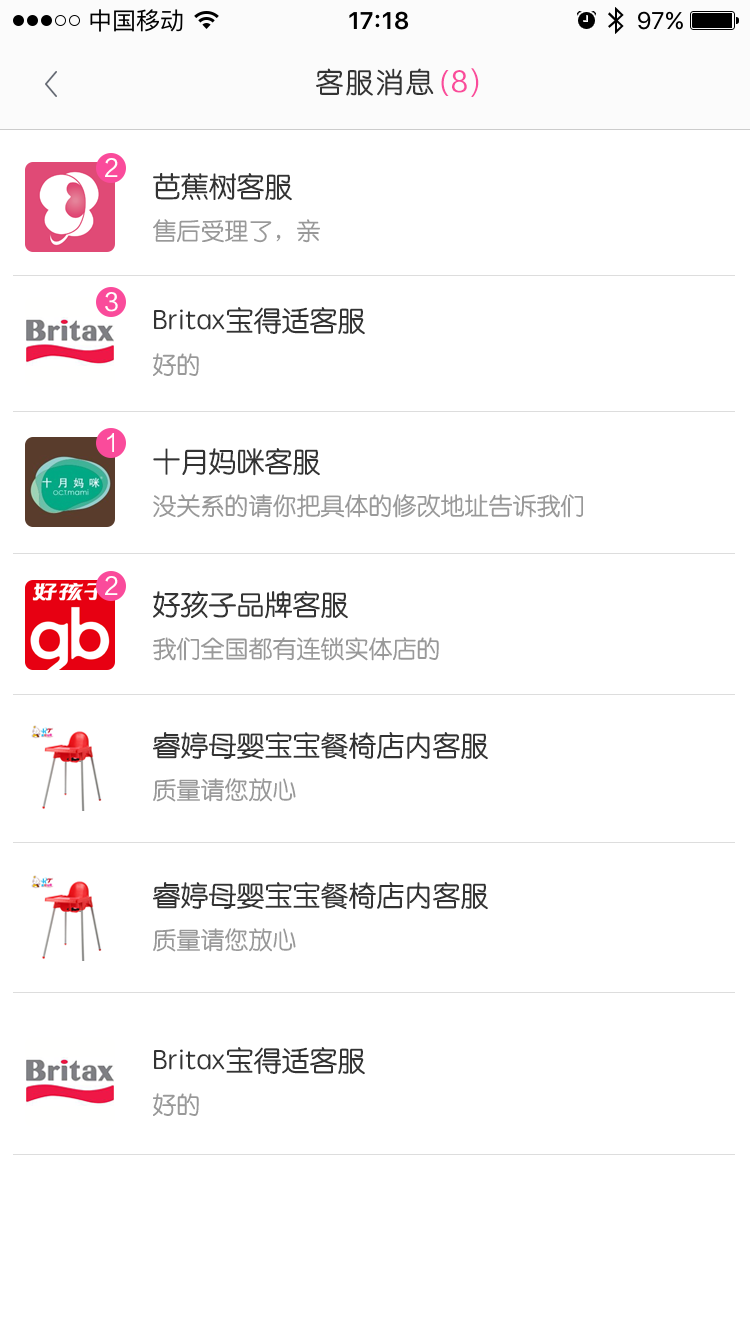 中国移动 17:18 97%
客服消息(8)
2
芭蕉树客服
售后受理了，亲
3
Britax
Britax宝得适客服
好的
1
十月妈咪
OCTmami
十月妈咪客服
没关系的请你把具体的修改地址告诉我们
2
好孩子
gb
好孩子品牌客服
我们全国都有连锁实体店的
睿婷母婴宝宝餐椅店内客服
质量请您放心
睿婷母婴宝宝餐椅店内客服
质量请您放心
Britax
Britax宝得适客服
好的